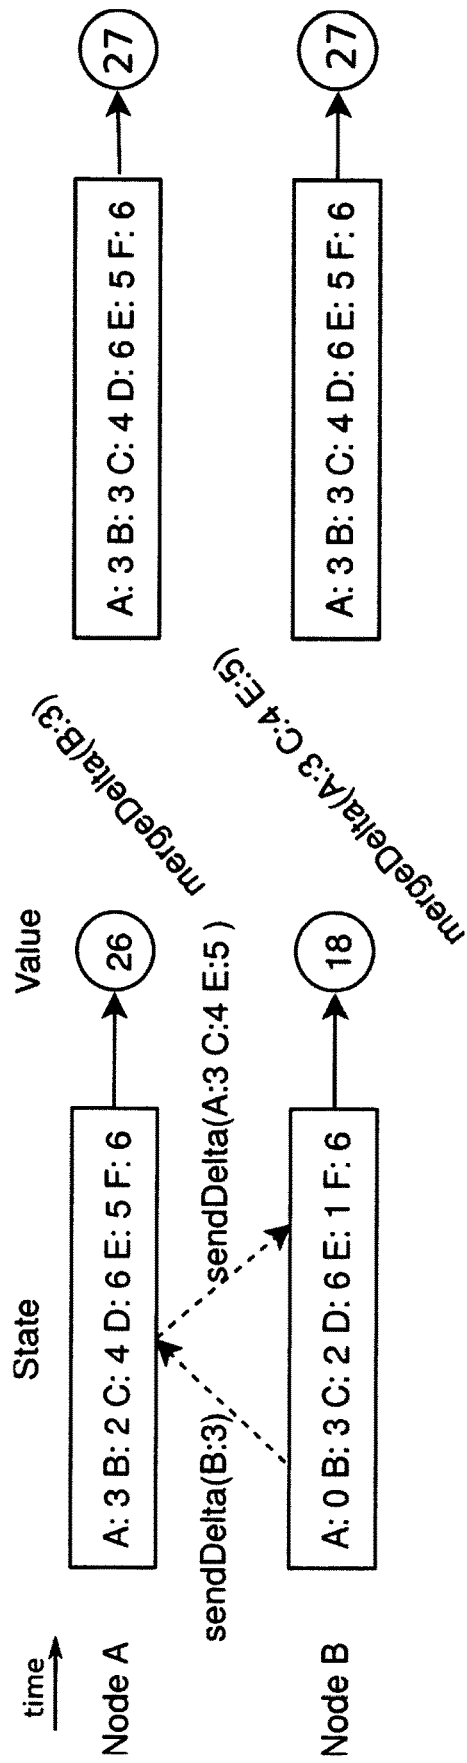 time
State
Value
Node A
A: 3 B: 2 C: 4 D: 6 E: 5 F: 6
26
mergeDelta(B:3)
A: 3 B: 3 C: 4 D: 6 E: 5 F: 6
27
sendDelta(B:3)
sendDelta(A:3 C:4 E:5 )
Node B
A: 0 B: 3 C: 2 D: 6 E: 1 F: 6
18
mergeDelta(A:3 C:4 E:5)
A: 3 B: 3 C: 4 D: 6 E: 5 F: 6
27